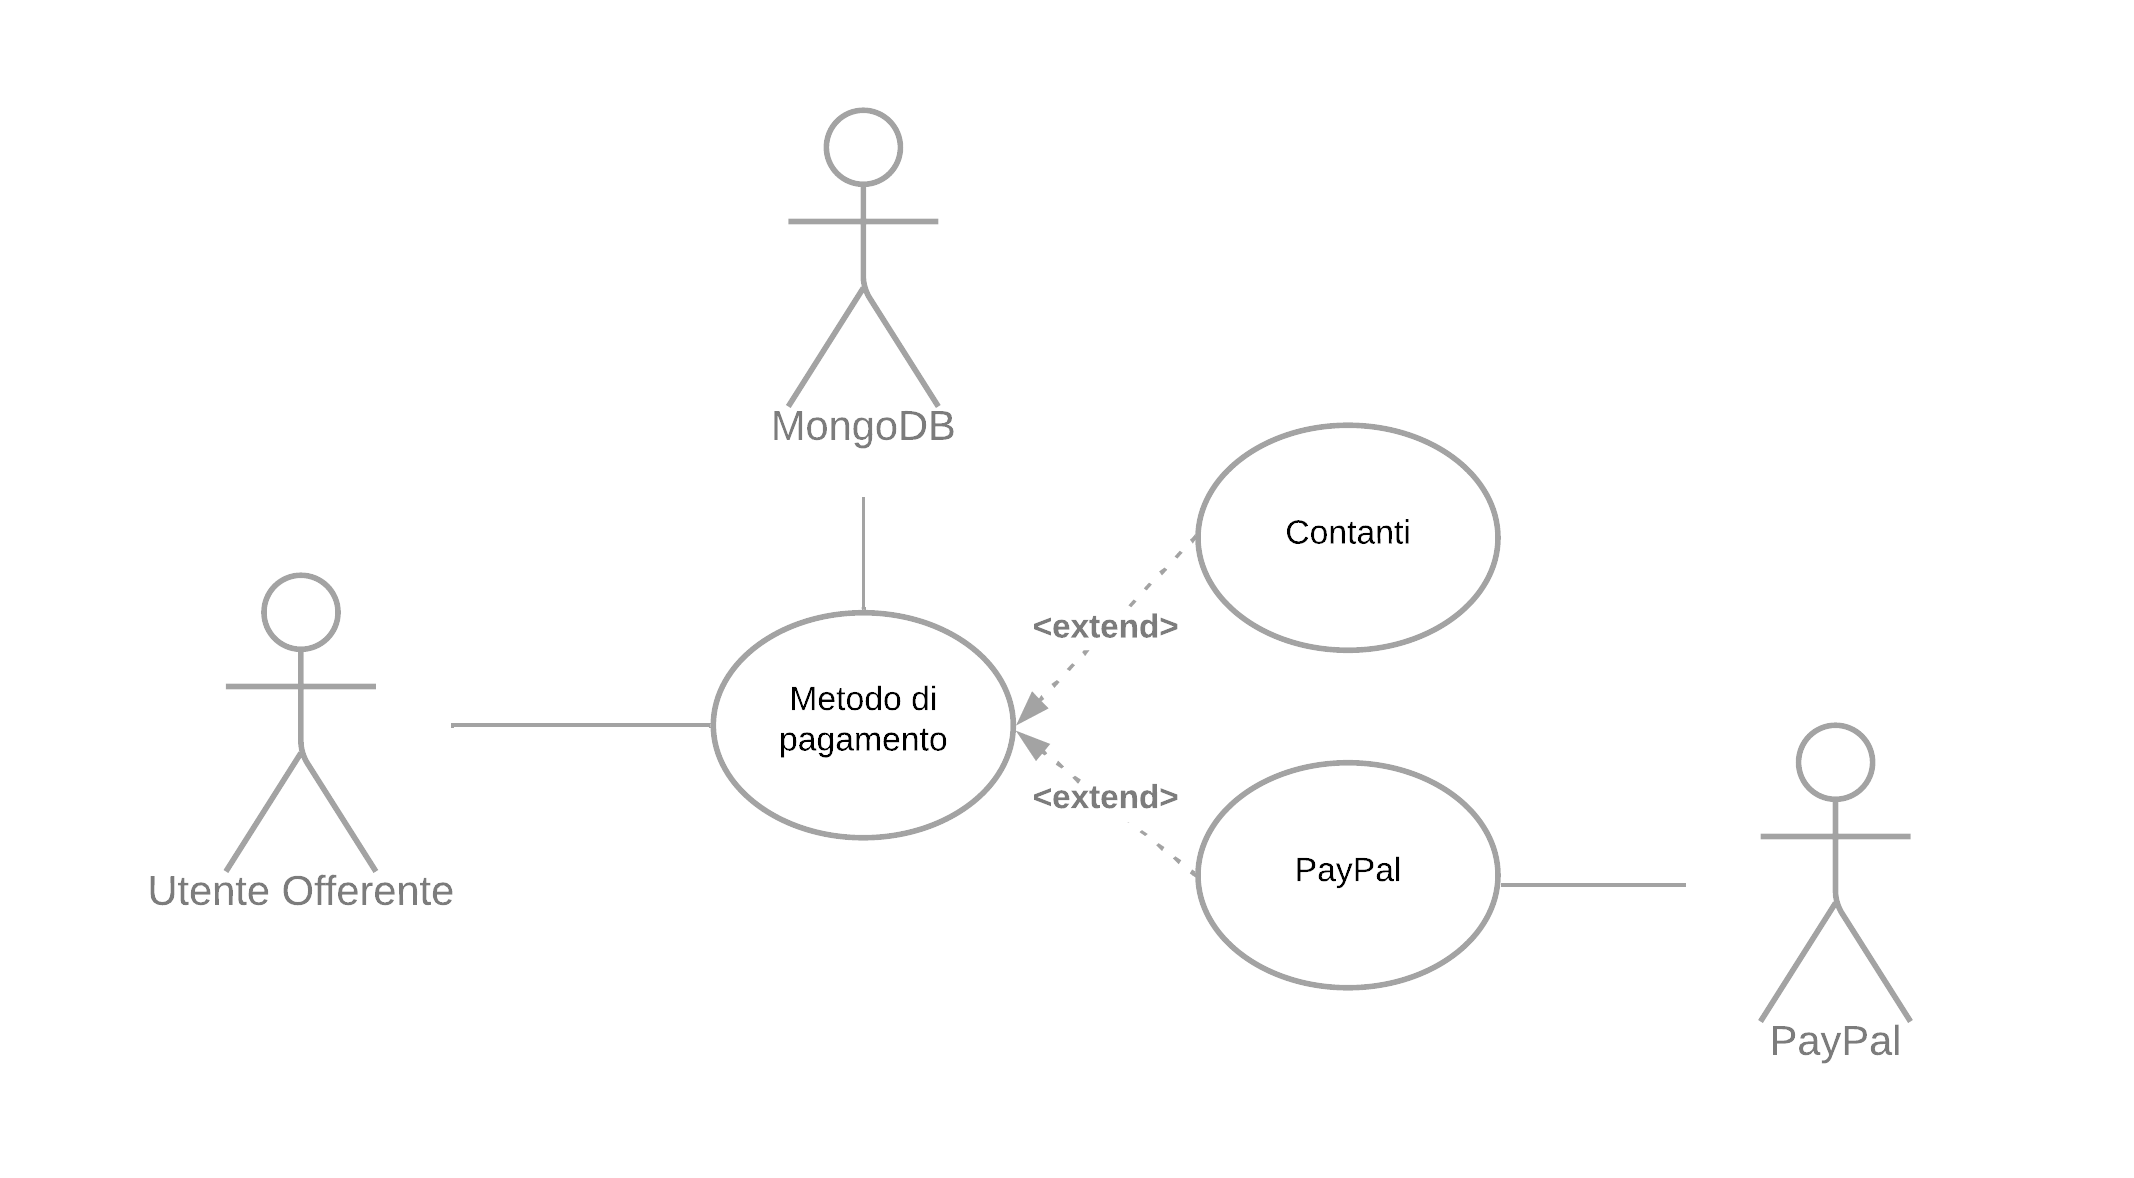 MongoDB
Contanti
<extend>
Metodo di
pagamento
<extend>
PayPal
Utente Offerente
PayPal